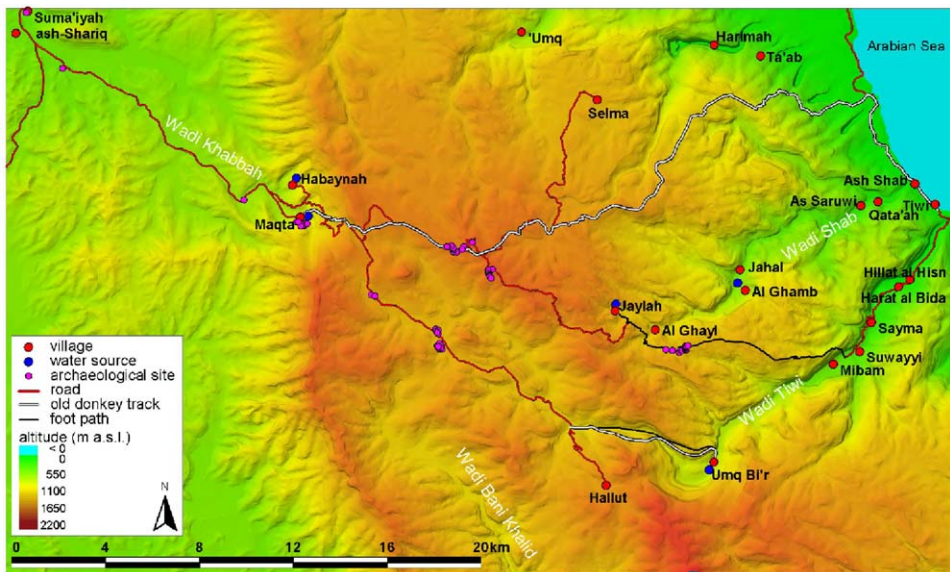 Suma'iyah
ash-Shariq
'Umq
Harimah
Ta'ab
Arabian Sea
Selma
Wadi Khabbah
Habaynah
Maqta
Ash Shab
As Saruwi
Qata'ah
Tiwi
Wadi Shab
Jahal
Al Ghamb
Hillat al Hisn
Harat al Bida
Jaylah
Al Ghayl
Sayma
Suwayyi
Mibam
Wadi Tiwi
Umq Bi'r
Hallut
Wadi Bani Khalid
village
water source
archaeological site
road
old donkey track
foot path
altitude (m a.s.l.)
< 0
0
550
1100
1650
2200
N
0 4 8 12 16 20km